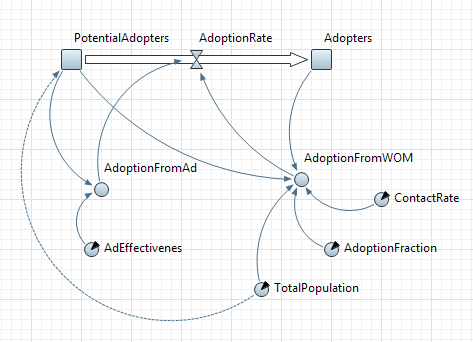 PotentialAdopters
AdoptionRate
Adopters
AdoptionFromWOM
AdoptionFromAd
ContactRate
AdEffectivenes
AdoptionFraction
TotalPopulation